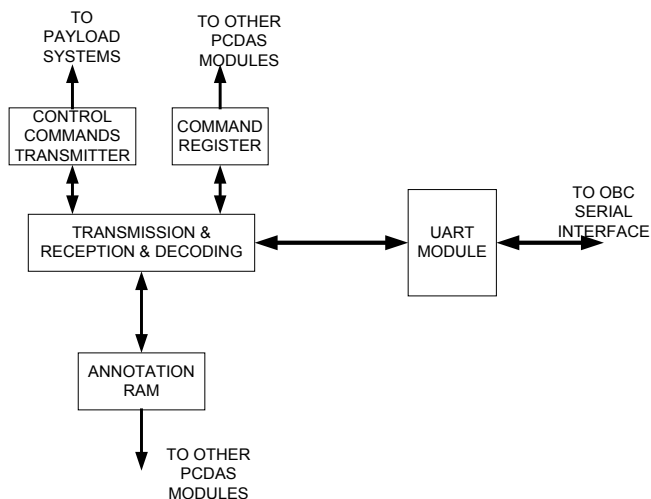 TO
PAYLOAD
SYSTEMS
TO OTHER
PCDAS
MODULES
CONTROL
COMMANDS
TRANSMITTER
COMMAND
REGISTER
TRANSMISSION &
RECEPTION & DECODING
UART
MODULE
TO OBC
SERIAL
INTERFACE
ANNOTATION
RAM
TO OTHER
PCDAS
MODULES